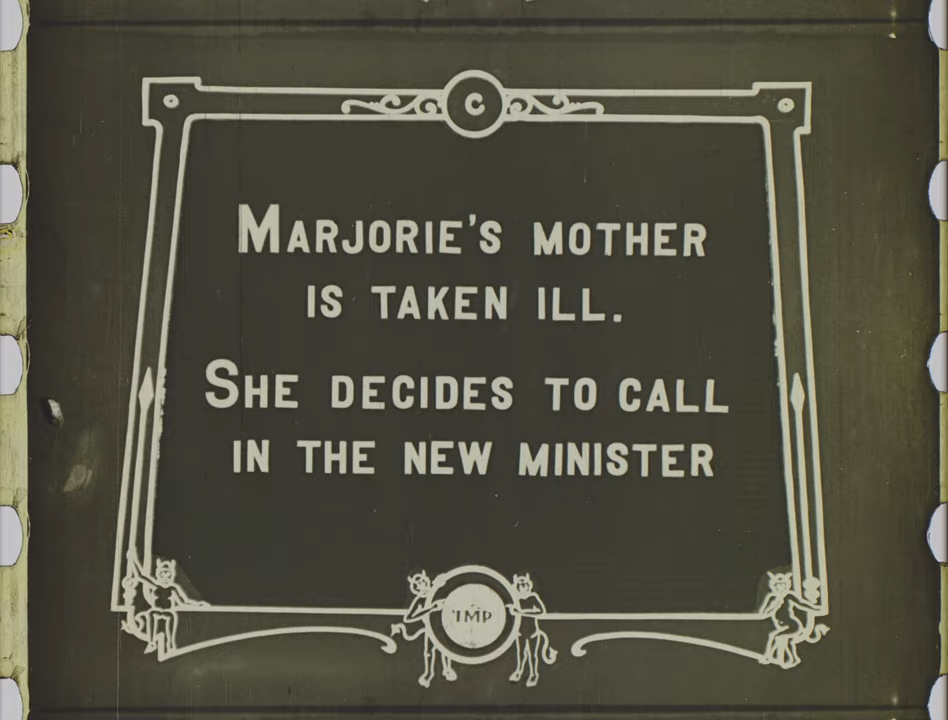 C
MARJORIE'S MOTHER
IS TAKEN ILL.
SHE DECIDES TO CALL
IN THE NEW MINISTER
IMP